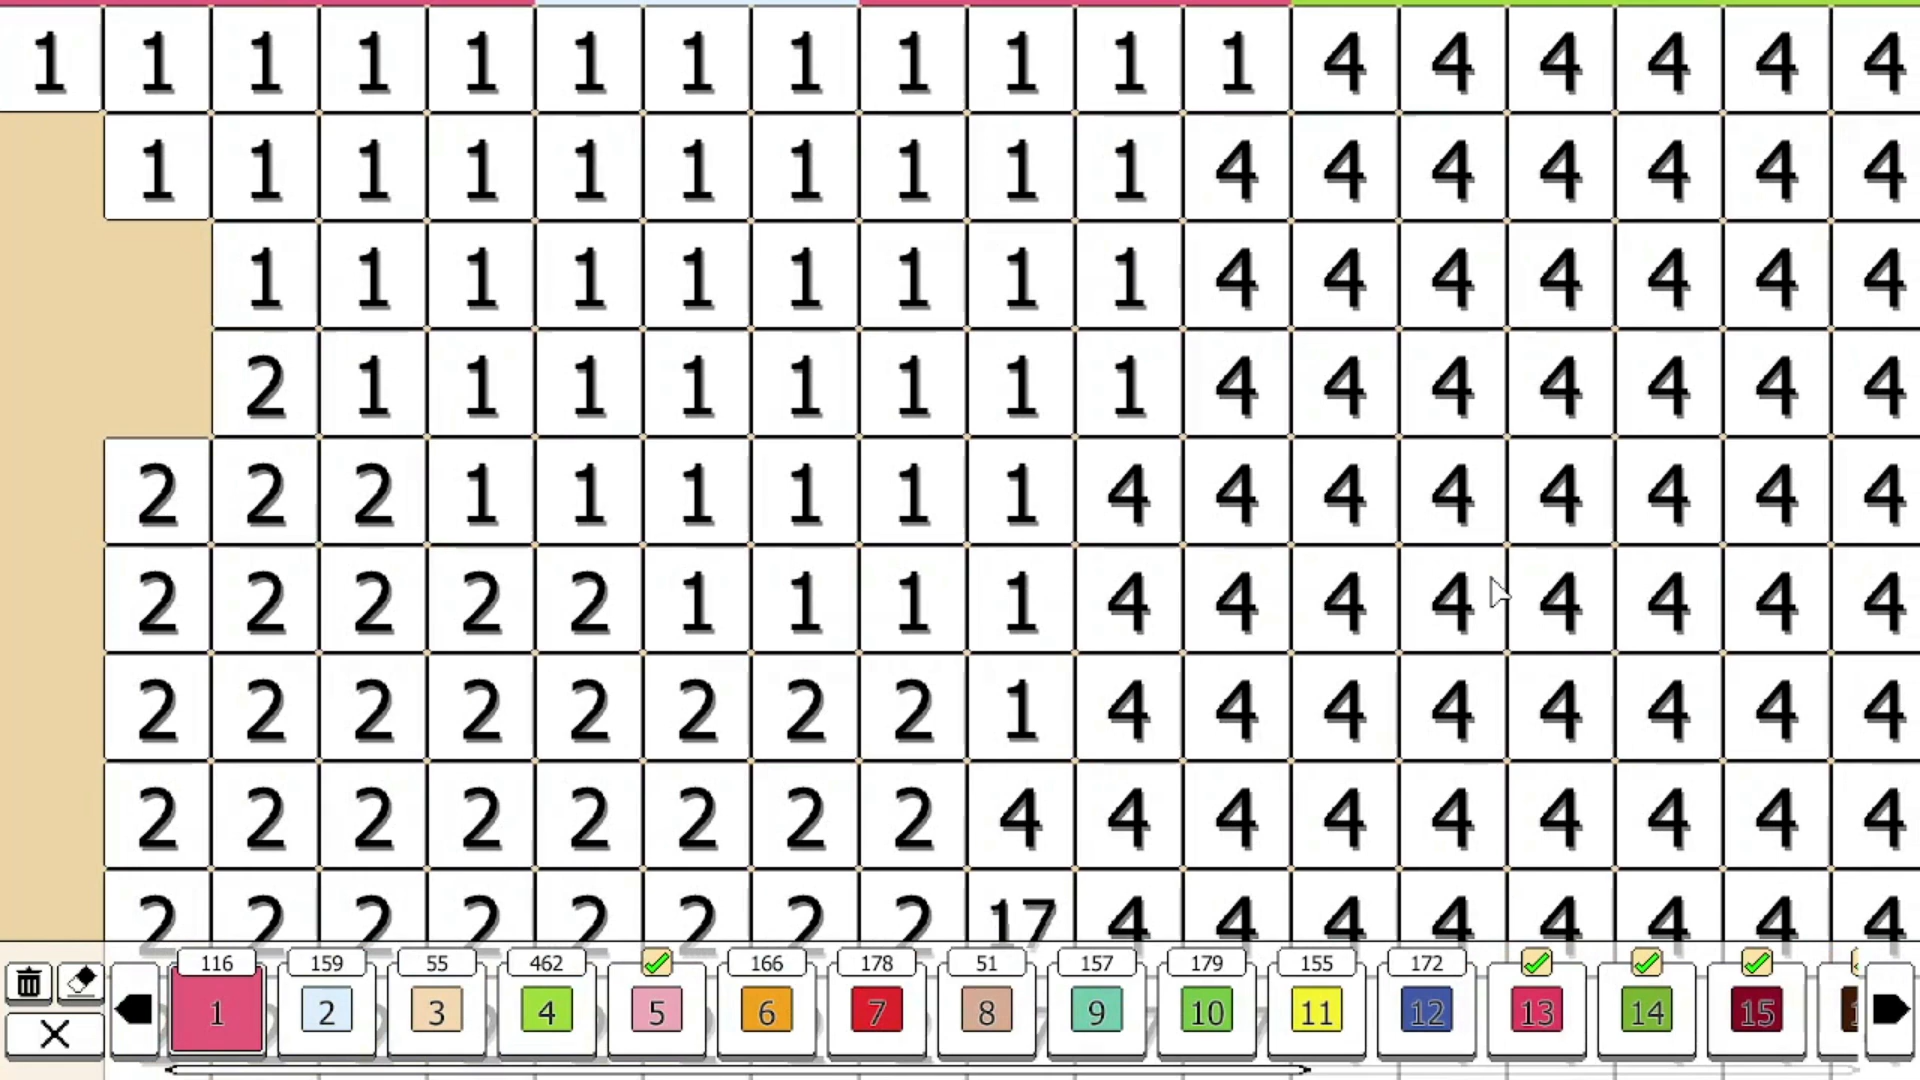 1 1 1 1 1 1 1 1 1 1 1 1 4 4 4 4 4 4
1 1 1 1 1 1 1 1 1 1 4 4 4 4 4 4 4
1 1 1 1 1 1 1 1 1 4 4 4 4 4 4 4
2 1 1 1 1 1 1 1 1 4 4 4 4 4 4 4
2 2 2 1 1 1 1 1 1 4 4 4 4 4 4 4 4
2 2 2 2 2 1 1 1 1 4 4 4 4 4 4 4 4
2 2 2 2 2 2 2 2 1 4 4 4 4 4 4 4 4
2 2 2 2 2 2 2 2 4 4 4 4 4 4 4 4 4
2 2 2 2 2 2 2 2 17 4 4 4 4 4 4 4 4
116 159 55 462 166 178 51 157 179 155 172
1 2 3 4 5 6 7 8 9 10 11 12 13 14 15